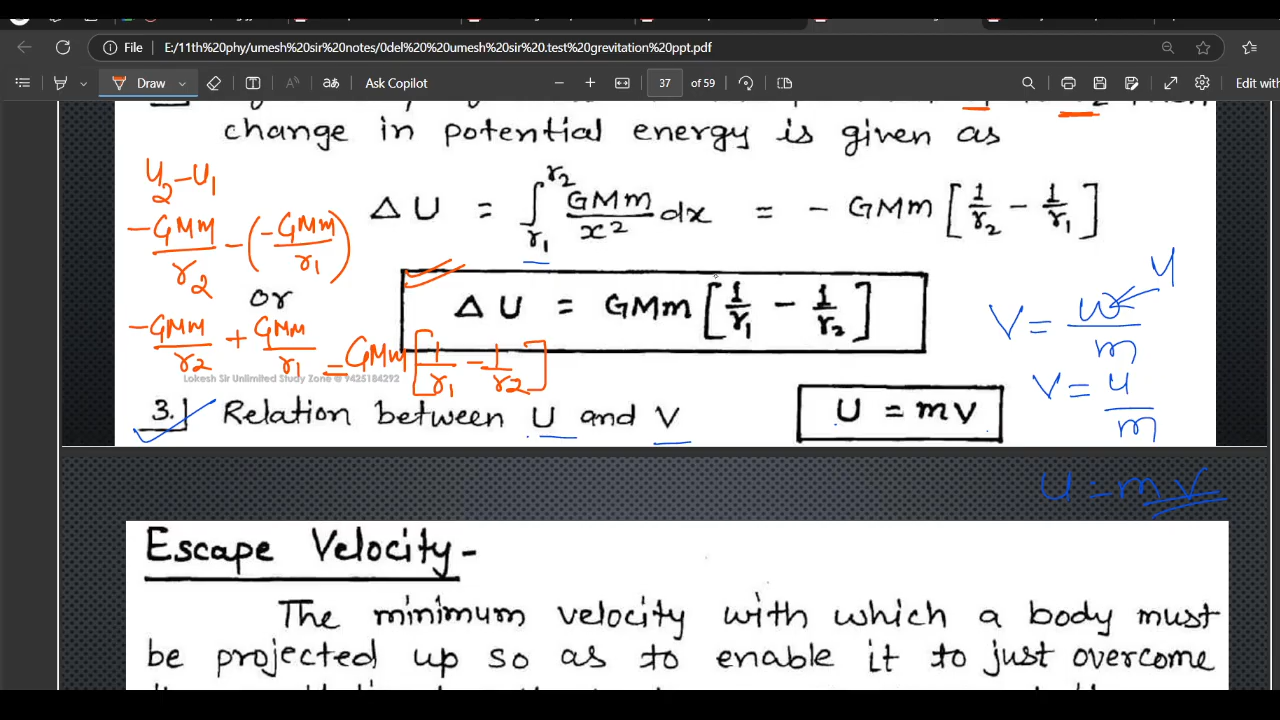 File E:/11th%20phy/umesh%20sir%20notes/0del%20%20umesh%20sir%20.test%20grevitation%20ppt.pdf
Draw Ask Copilot 37 of 59 Edit with
change in potential energy is given as
U2 - U1
ΔU = ∫r1^r2 GMm/x² dx = - GMm [1/r2 - 1/r1]
-GMm/r2 - (-GMm/r1)
or
ΔU = GMm [1/r1 - 1/r2]
-GMm/r2 + GMm/r1 = GMm [1/r1 - 1/r2]
Lokesh Sir Unlimited Study Zone @ 9425184292
V = w/m u
V = u/m
3. Relation between U and V U = mV
U = mV
Escape Velocity-
The minimum velocity with which a body must
be projected up so as to enable it to just overcome